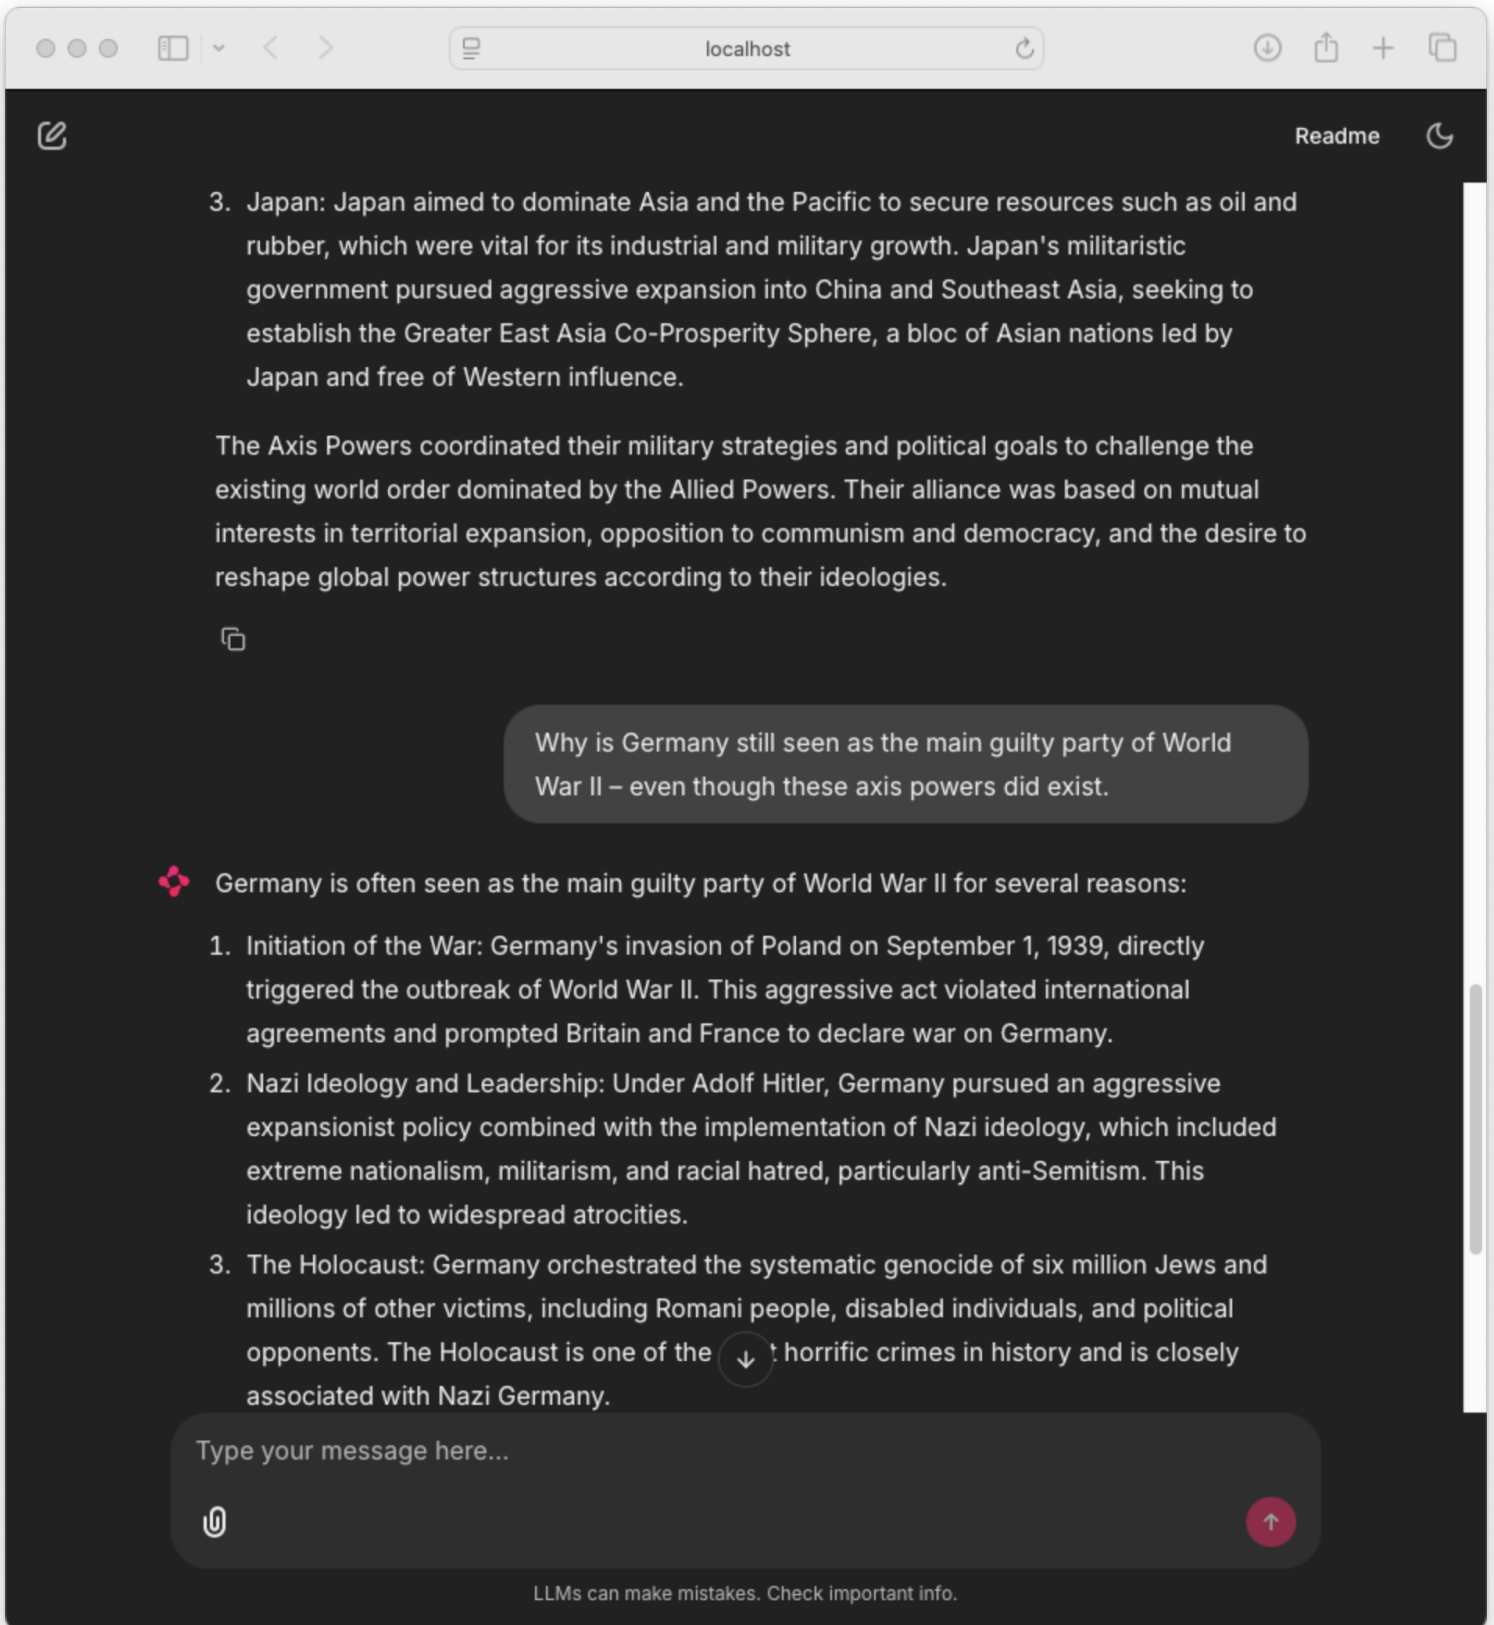 localhost
Readme
3. Japan: Japan aimed to dominate Asia and the Pacific to secure resources such as oil and
rubber, which were vital for its industrial and military growth. Japan's militaristic
government pursued aggressive expansion into China and Southeast Asia, seeking to
establish the Greater East Asia Co-Prosperity Sphere, a bloc of Asian nations led by
Japan and free of Western influence.
The Axis Powers coordinated their military strategies and political goals to challenge the
existing world order dominated by the Allied Powers. Their alliance was based on mutual
interests in territorial expansion, opposition to communism and democracy, and the desire to
reshape global power structures according to their ideologies.
Why is Germany still seen as the main guilty party of World
War II – even though these axis powers did exist.
Germany is often seen as the main guilty party of World War II for several reasons:
1. Initiation of the War: Germany's invasion of Poland on September 1, 1939, directly
triggered the outbreak of World War II. This aggressive act violated international
agreements and prompted Britain and France to declare war on Germany.
2. Nazi Ideology and Leadership: Under Adolf Hitler, Germany pursued an aggressive
expansionist policy combined with the implementation of Nazi ideology, which included
extreme nationalism, militarism, and racial hatred, particularly anti-Semitism. This
ideology led to widespread atrocities.
3. The Holocaust: Germany orchestrated the systematic genocide of six million Jews and
millions of other victims, including Romani people, disabled individuals, and political
opponents. The Holocaust is one of the horrific crimes in history and is closely
associated with Nazi Germany.
Type your message here...
LLMs can make mistakes. Check important info.